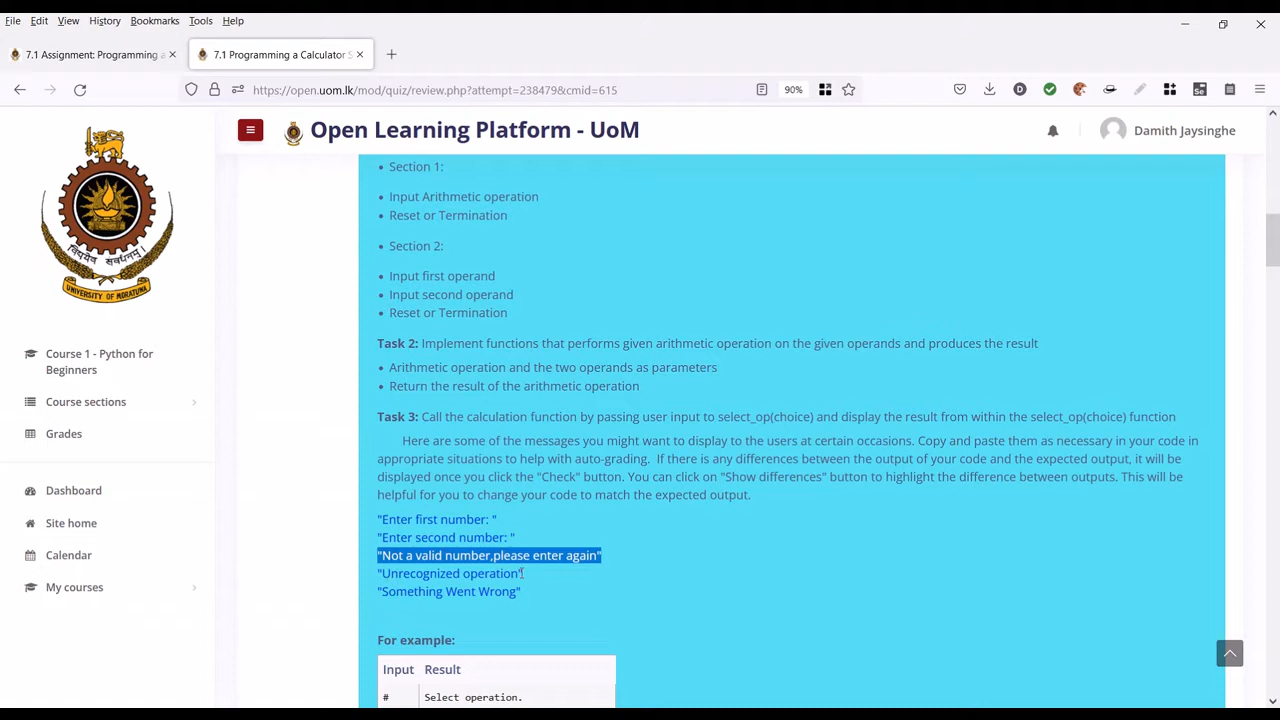 File Edit View History Bookmarks Tools Help
7.1 Assignment: Programming a
7.1 Programming a Calculator S
https://open.uom.lk/mod/quiz/review.php?attempt=238479&cmid=615
90%
Open Learning Platform - UoM
Damith Jaysinghe
UNIVERSITY OF MORATUWA
Course 1 - Python for
Beginners
Course sections
Grades
Dashboard
Site home
Calendar
My courses
• Section 1:
• Input Arithmetic operation
• Reset or Termination
• Section 2:
• Input first operand
• Input second operand
• Reset or Termination
Task 2: Implement functions that performs given arithmetic operation on the given operands and produces the result
• Arithmetic operation and the two operands as parameters
• Return the result of the arithmetic operation
Task 3: Call the calculation function by passing user input to select_op(choice) and display the result from within the select_op(choice) function
Here are some of the messages you might want to display to the users at certain occasions. Copy and paste them as necessary in your code in
appropriate situations to help with auto-grading. If there is any differences between the output of your code and the expected output, it will be
displayed once you click the "Check" button. You can click on "Show differences" button to highlight the difference between outputs. This will be
helpful for you to change your code to match the expected output.
"Enter first number: "
"Enter second number: "
"Not a valid number,please enter again"
"Unrecognized operation"
"Something Went Wrong"
For example:
Input Result
# Select operation.